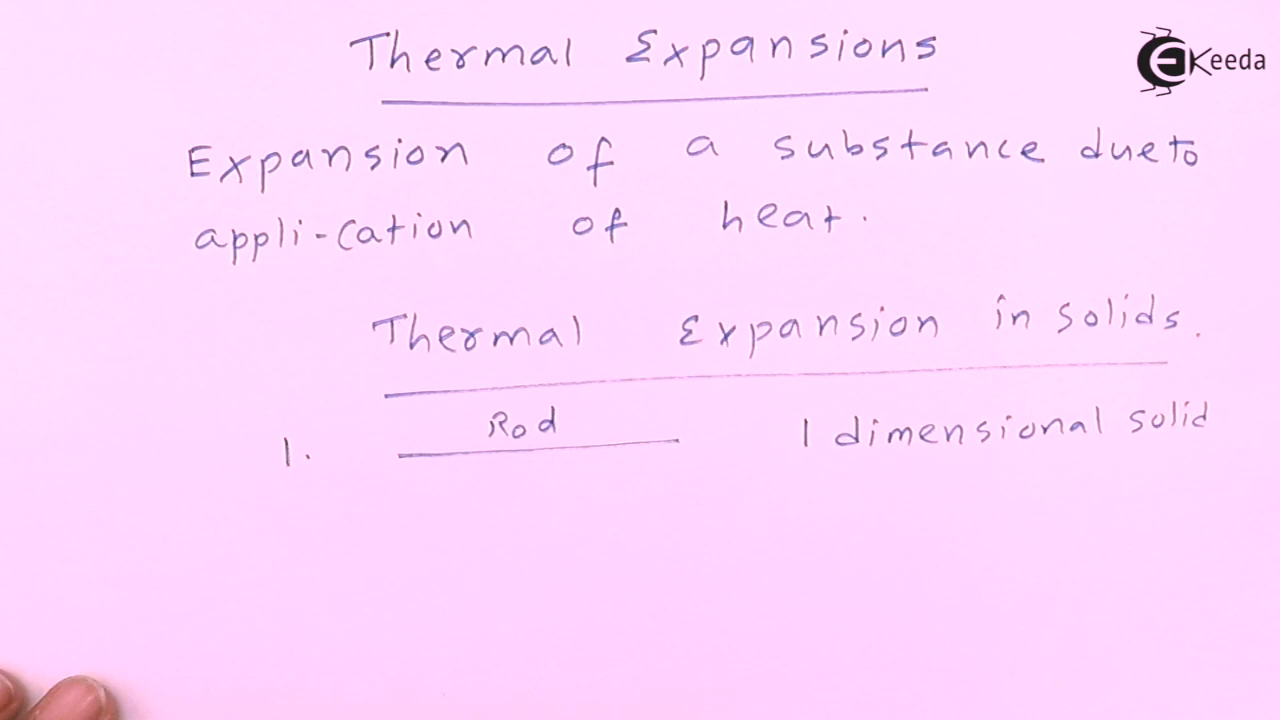 Thermal Expansions
EKeeda
Expansion of a substance due to
appli-cation of heat.
Thermal Expansion in solids.
1. Rod 1 dimensional solid